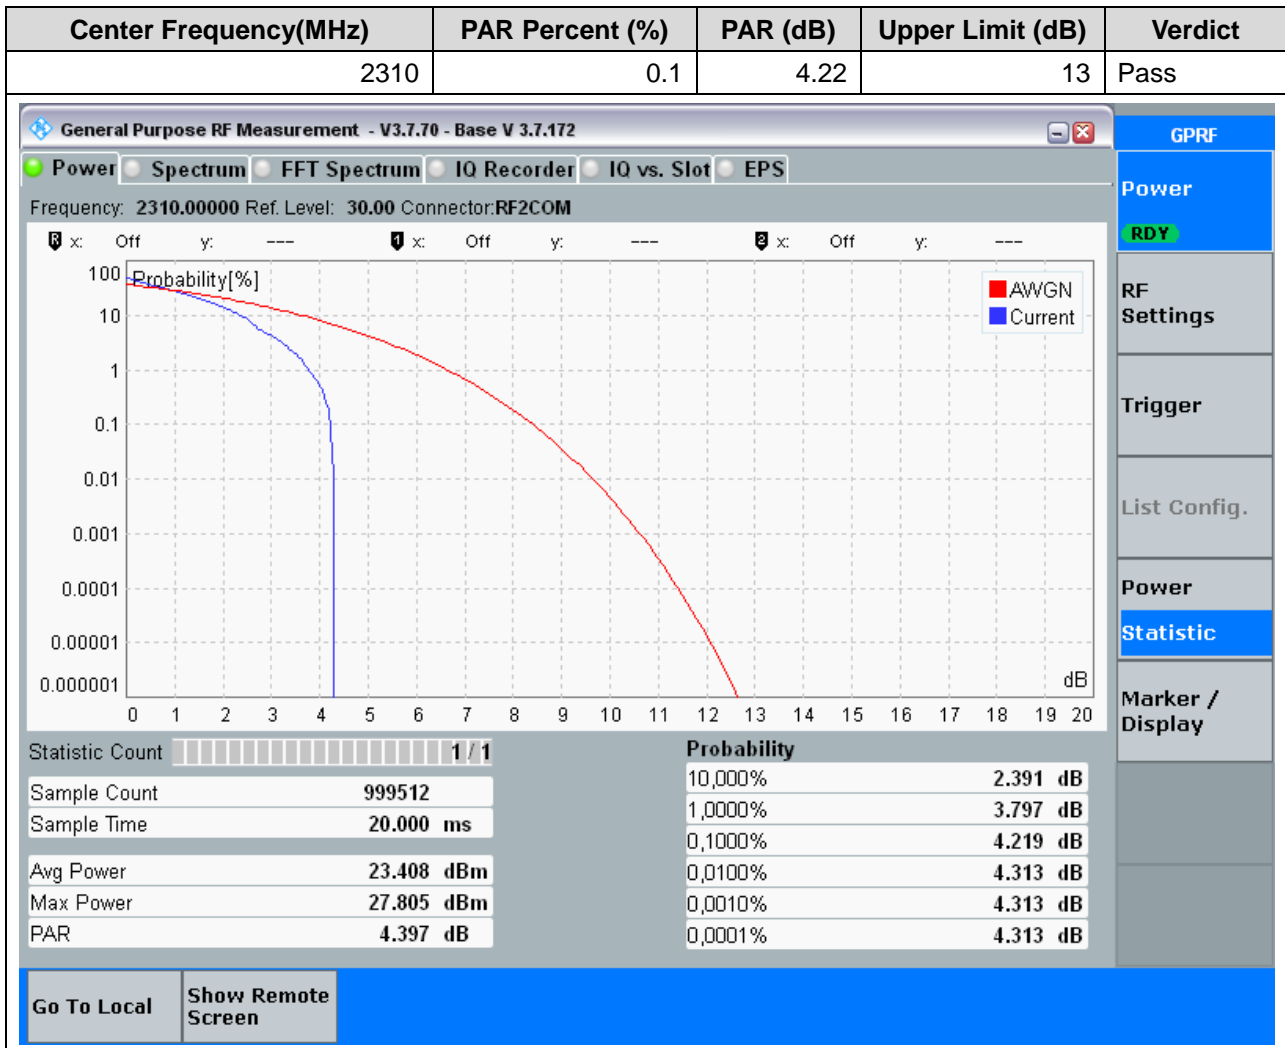 Center Frequency(MHz) PAR Percent (%) PAR (dB) Upper Limit (dB) Verdict
2310 0.1 4.22 13 Pass
General Purpose RF Measurement - V3.7.70 - Base V 3.7.172
GPRF
Power Spectrum FFT Spectrum IQ Recorder IQ vs. Slot EPS
Power
RDY
Frequency: 2310.00000 Ref. Level: 30.00 Connector:RF2COM
R x: Off y: --- 1 x: Off y: --- 2 x: Off y: ---
Probability[%]
AWGN
Current
100
10
1
0.1
0.01
0.001
0.0001
0.00001
0.000001
dB
0 1 2 3 4 5 6 7 8 9 10 11 12 13 14 15 16 17 18 19 20
RF
Settings
Trigger
List Config.
Power
Statistic
Marker /
Display
Statistic Count 1 / 1
Sample Count 999512
Sample Time 20.000 ms
Avg Power 23.408 dBm
Max Power 27.805 dBm
PAR 4.397 dB
Probability
10,000% 2.391 dB
1,0000% 3.797 dB
0,1000% 4.219 dB
0,0100% 4.313 dB
0,0010% 4.313 dB
0,0001% 4.313 dB
Go To Local
Show Remote
Screen